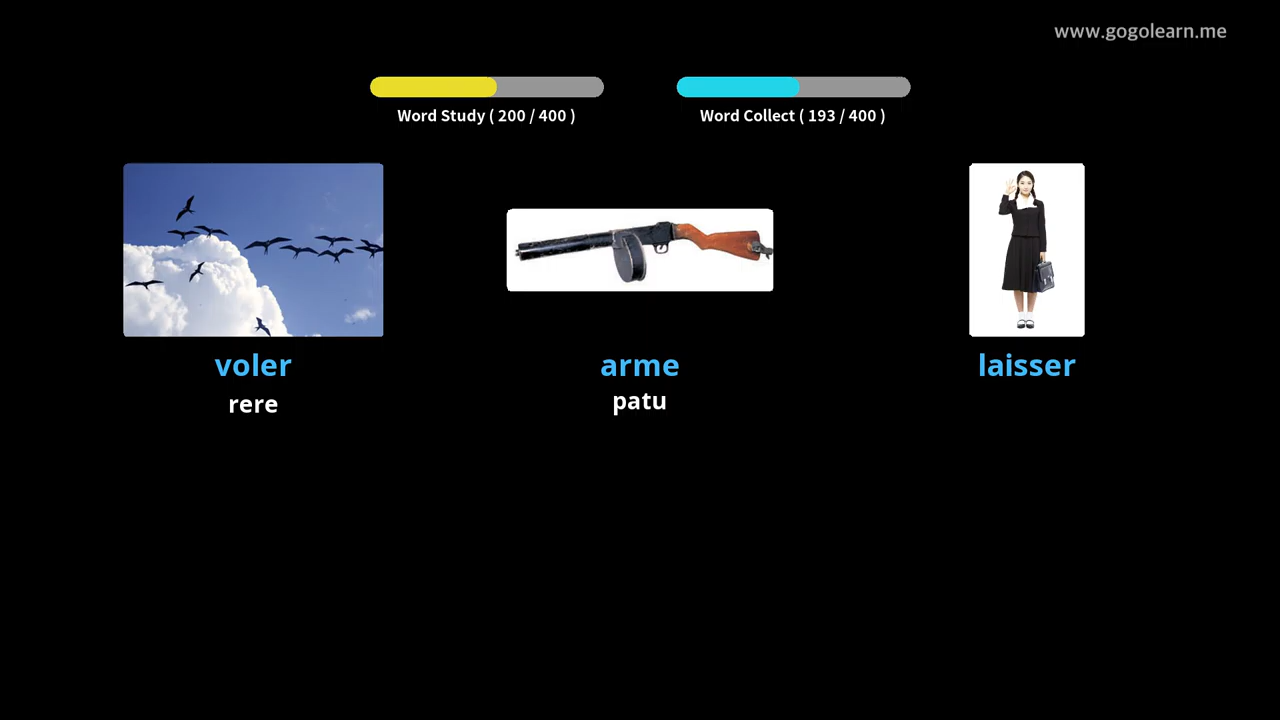 www.gogolearn.me
Word Study ( 200 / 400 )
Word Collect ( 193 / 400 )
voler
arme
laisser
rere
patu